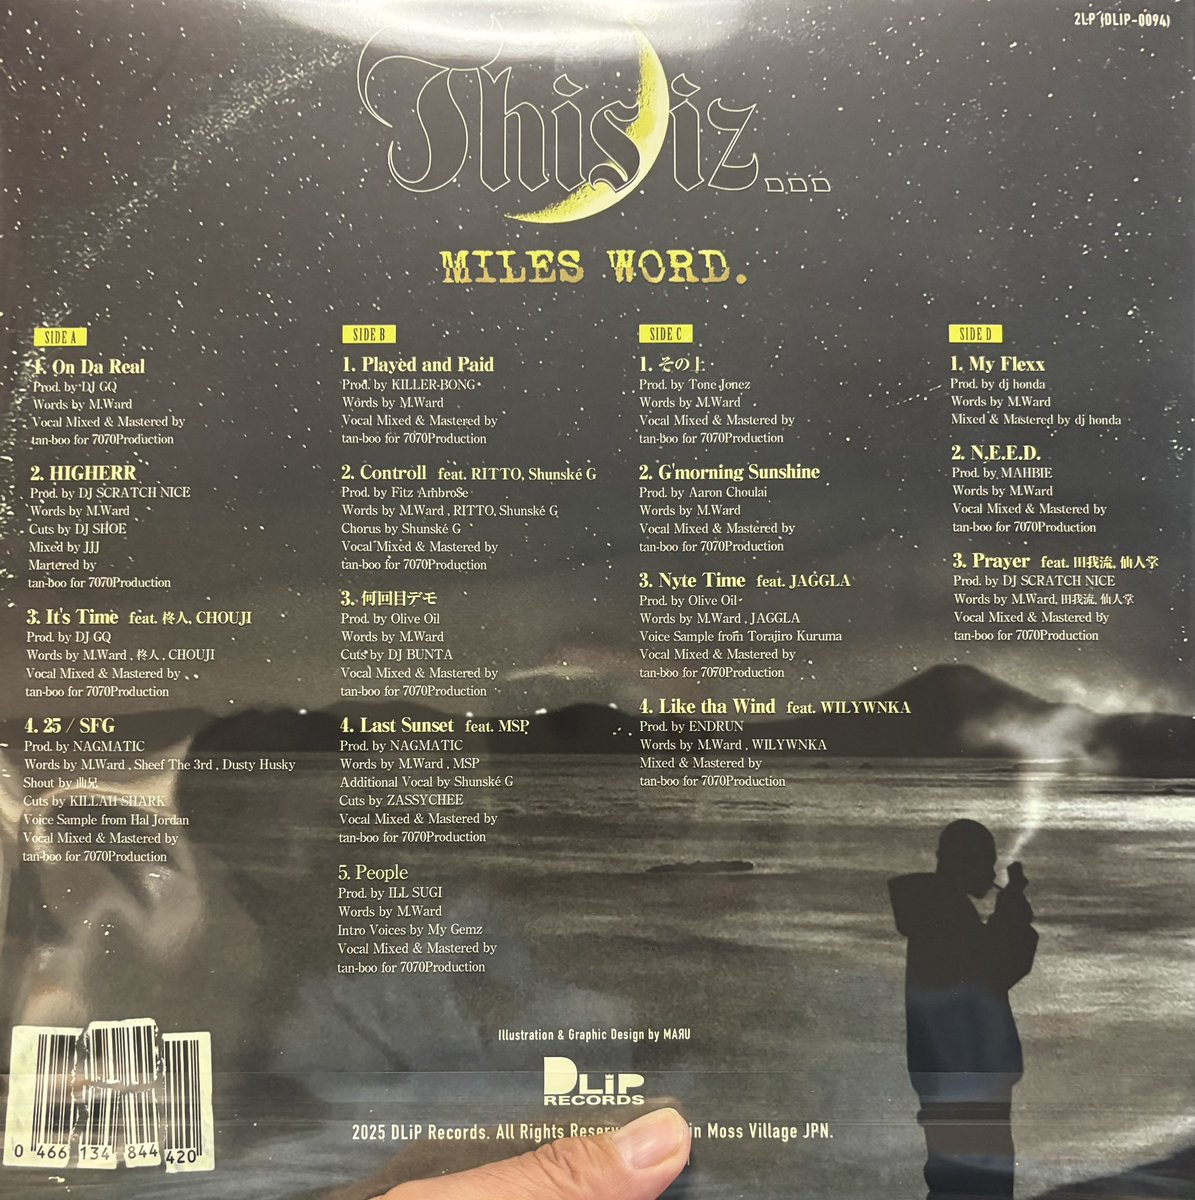 2LP (DLIP-0094)
This iz...
MILES WORD.
SIDE A
1. On Da Real
Prod. by DJ GQ
Words by M.Ward
Vocal Mixed & Mastered by
tan-boo for 7070Production
2. HIGHERR
Prod. by DJ SCRATCH NICE
Words by M.Ward
Cuts by DJ SHOE
Mixed by JJJ
Martered by
tan-boo for 7070Production
3. It's Time feat. 柊人, CHOUJI
Prod. by DJ GQ
Words by M.Ward , 柊人, CHOUJI
Vocal Mixed & Mastered by
tan-boo for 7070Production
4. 25 / SFG
Prod. by NAGMATIC
Words by M.Ward , Sheef The 3rd , Dusty Husky
Shout by 仙兄
Cuts by KILLAH SHARK
Voice Sample from Hal Jordan
Vocal Mixed & Mastered by
tan-boo for 7070Production
SIDE B
1. Played and Paid
Prod. by KILLER-BONG
Words by M.Ward
Vocal Mixed & Mastered by
tan-boo for 7070Production
2. Controll feat. RITTO, Shunské G
Prod. by Fitz Ambro$e
Words by M.Ward , RITTO, Shunské G
Chorus by Shunské G
Vocal Mixed & Mastered by
tan-boo for 7070Production
3. 何回目デモ
Prod. by Olive Oil
Words by M.Ward
Cuts by DJ BUNTA
Vocal Mixed & Mastered by
tan-boo for 7070Production
4. Last Sunset feat. MSP
Prod. by NAGMATIC
Words by M.Ward , MSP
Additional Vocal by Shunské G
Cuts by ZASSYCHEE
Vocal Mixed & Mastered by
tan-boo for 7070Production
5. People
Prod. by ILL SUGI
Words by M.Ward
Intro Voices by My Gemz
Vocal Mixed & Mastered by
tan-boo for 7070Production
SIDE C
1. その上
Prod. by Tone Jonez
Words by M.Ward
Vocal Mixed & Mastered by
tan-boo for 7070Production
2. G'morning Sunshine
Prod. by Aaron Choulai
Words by M.Ward
Vocal Mixed & Mastered by
tan-boo for 7070Production
3. Nyte Time feat. JAGGLA
Prod. by Olive Oil
Words by M.Ward , JAGGLA
Voice Sample from Torajiro Kuruma
Vocal Mixed & Mastered by
tan-boo for 7070Production
4. Like tha Wind feat. WILYWNKA
Prod. by ENDRUN
Words by M.Ward , WILYWNKA
Mixed & Mastered by
tan-boo for 7070Production
SIDE D
1. My Flexx
Prod. by dj honda
Words by M.Ward
Mixed & Mastered by dj honda
2. N.E.E.D.
Prod. by MAHBIE
Words by M.Ward
Vocal Mixed & Mastered by
tan-boo for 7070Production
3. Prayer feat. 田我流, 仙人掌
Prod. by DJ SCRATCH NICE
Words by M.Ward, 田我流, 仙人掌
Vocal Mixed & Mastered by
tan-boo for 7070Production
Illustration & Graphic Design by MAЯU
DLiP
RECORDS
2025 DLiP Records. All Rights in Moss Village JPN.
0 466 134 844 420